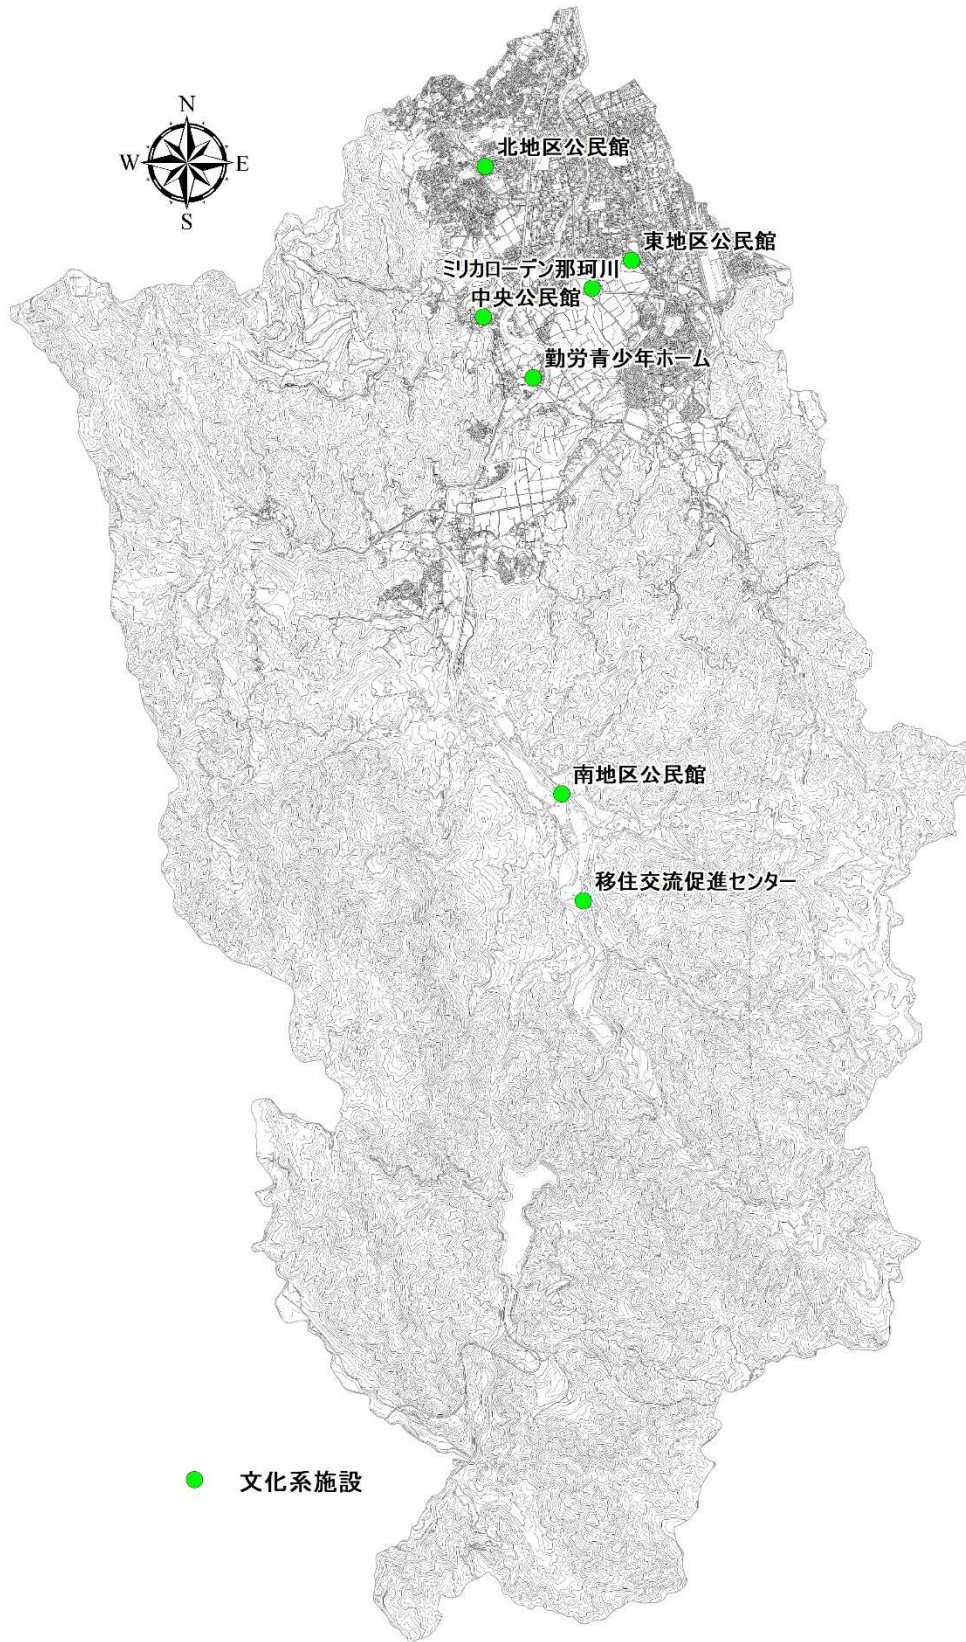 N
W
E
S
北地区公民館
東地区公民館
ミリカローデン那珂川
中央公民館
勤労青少年ホーム
南地区公民館
移住交流促進センター
文化系施設